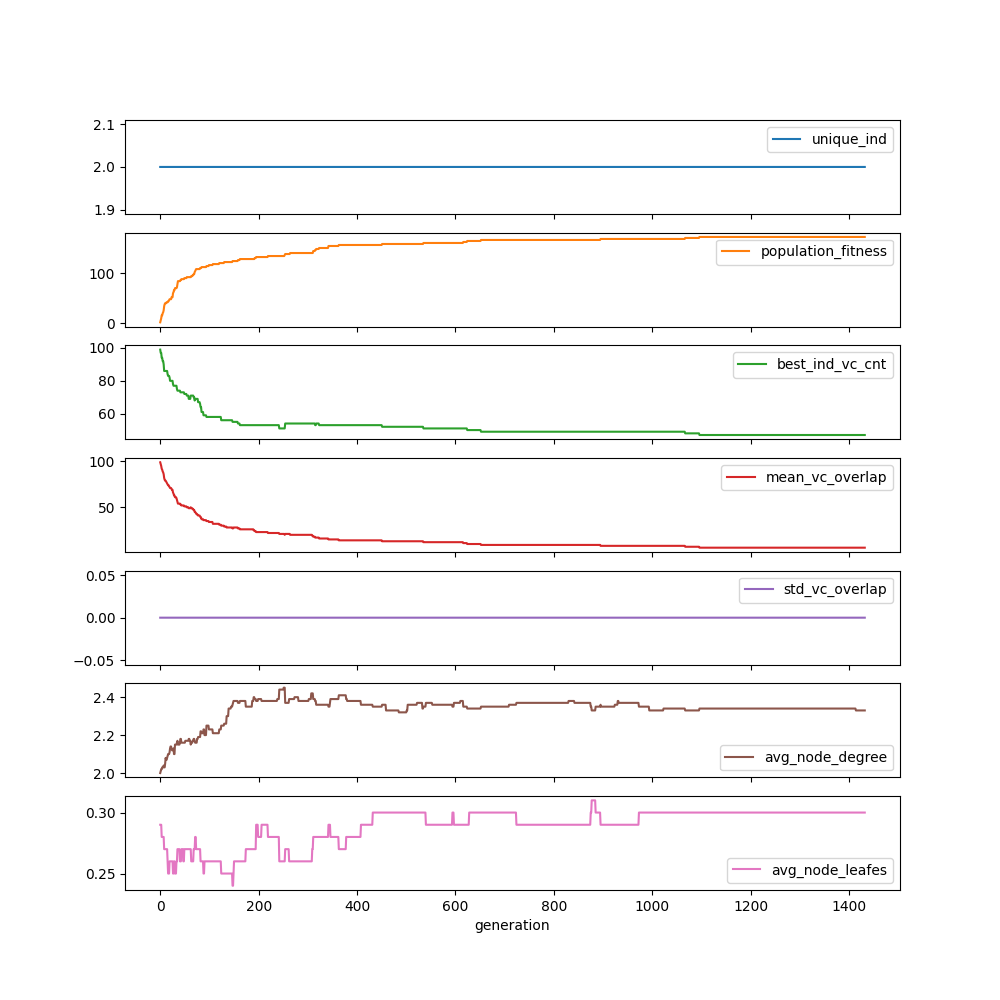 2.1
2.0
1.9
unique_ind
100
0
population_fitness
100
80
60
best_ind_vc_cnt
100
50
mean_vc_overlap
0.05
0.00
−0.05
std_vc_overlap
2.4
2.2
2.0
avg_node_degree
0.30
0.25
avg_node_leafes
0 200 400 600 800 1000 1200 1400
generation